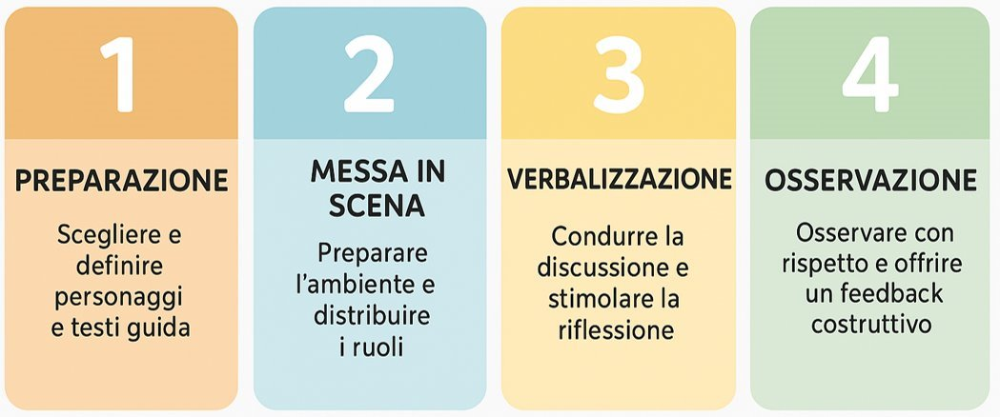 1
PREPARAZIONE
Scegliere e
definire
personaggi
e testi guida
2
MESSA IN
SCENA
Preparare
l'ambiente e
distribuire
i ruoli
3
VERBALIZZAZIONE
Condurre la
discussione e
stimolare la
riflessione
4
OSSERVAZIONE
Osservare con
rispetto e offrire
un feedback
costruttivo